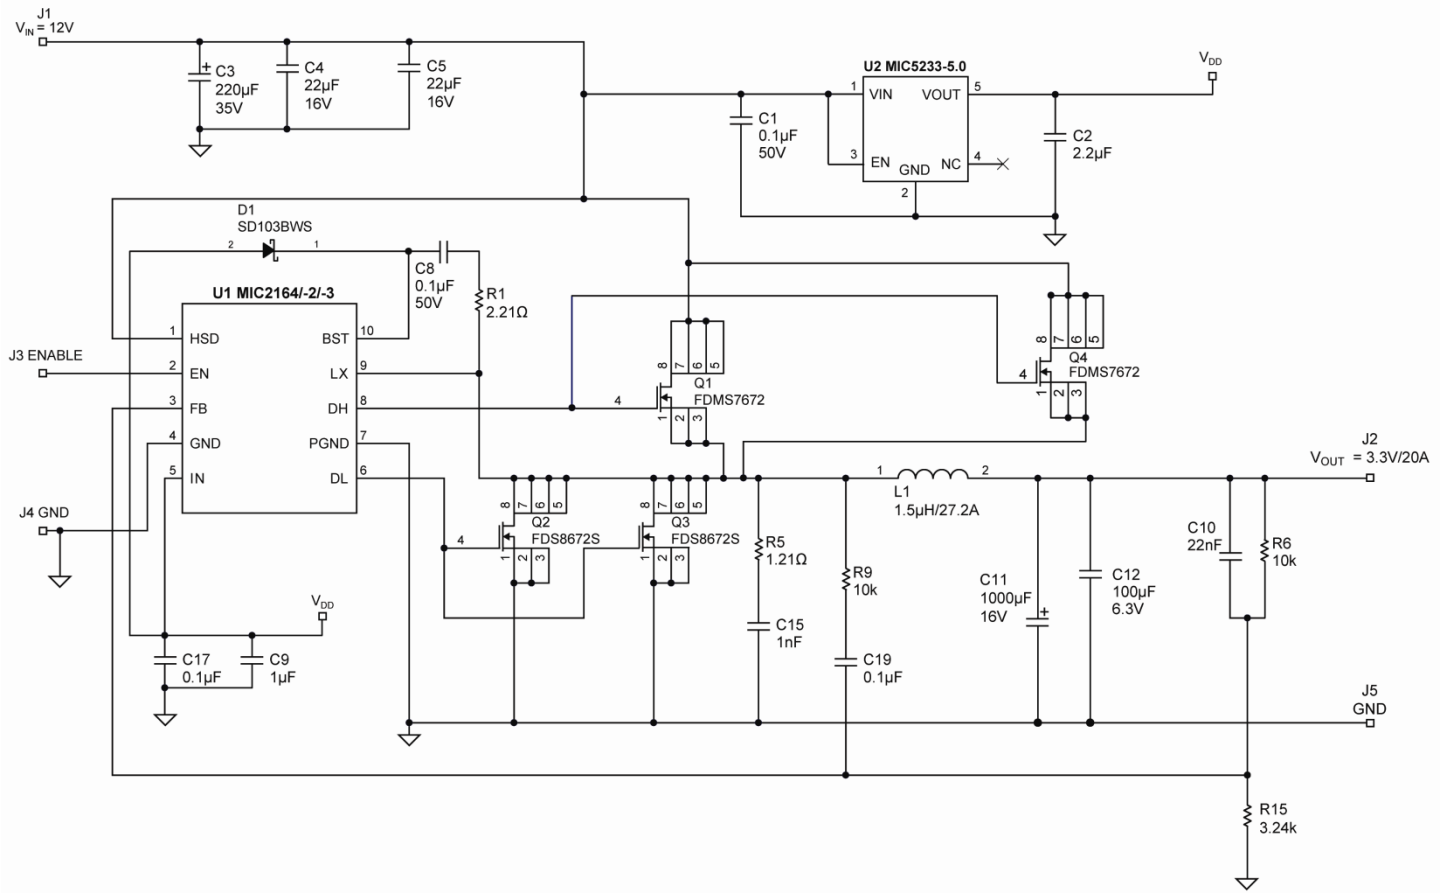 J1
VIN = 12V
C3
220µF
35V
+
C4
22µF
16V
C5
22µF
16V
U2 MIC5233-5.0
1
VIN
VOUT
5
3
EN
NC
4
GND
2
C1
0.1µF
50V
C2
2.2µF
VDD
D1
SD103BWS
2
1
C8
0.1µF
50V
R1
2.21Ω
U1 MIC2164/-2/-3
1
HSD
BST
10
J3 ENABLE
2
EN
LX
9
3
FB
DH
8
4
GND
PGND
7
5
IN
DL
6
J4 GND
8
7
6
5
4
Q1
FDMS7672
1
2
3
8
7
6
5
4
Q4
FDMS7672
1
2
3
8
7
6
5
4
Q2
FDS8672S
1
2
3
8
7
6
5
Q3
FDS8672S
1
2
3
1
2
L1
1.5µH/27.2A
J2
VOUT = 3.3V/20A
R5
1.21Ω
C15
1nF
R9
10k
C19
0.1µF
C11
1000µF
16V
+
C12
100µF
6.3V
C10
22nF
R6
10k
VDD
C17
0.1µF
C9
1µF
J5
GND
R15
3.24k